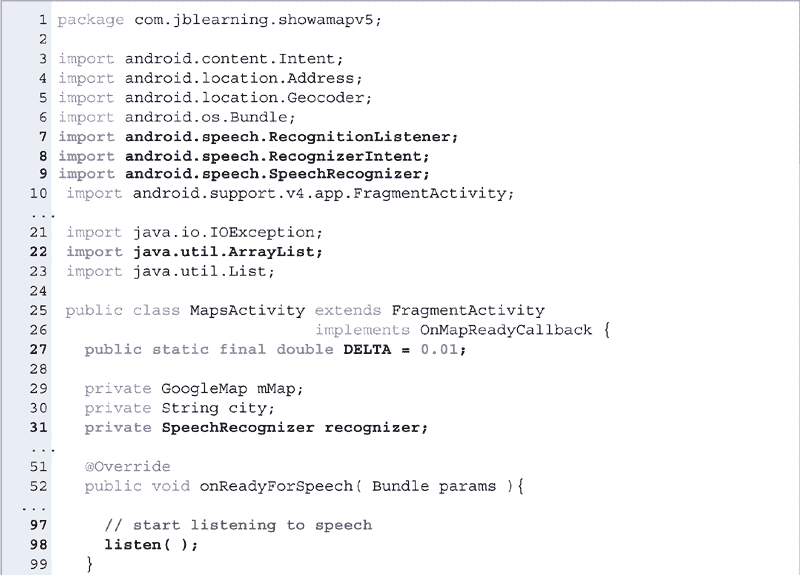 1 package com.jblearning.showamapv5;
2
3 import android.content.Intent;
4 import android.location.Address;
5 import android.location.Geocoder;
6 import android.os.Bundle;
7 import android.speech.RecognitionListener;
8 import android.speech.RecognizerIntent;
9 import android.speech.SpeechRecognizer;
10 import android.support.v4.app.FragmentActivity;
...
21 import java.io.IOException;
22 import java.util.ArrayList;
23 import java.util.List;
24
25 public class MapsActivity extends FragmentActivity
26 implements OnMapReadyCallback {
27 public static final double DELTA = 0.01;
28
29 private GoogleMap mMap;
30 private String city;
31 private SpeechRecognizer recognizer;
...
51 @Override
52 public void onReadyForSpeech( Bundle params ){
...
97 // start listening to speech
98 listen( );
99 }